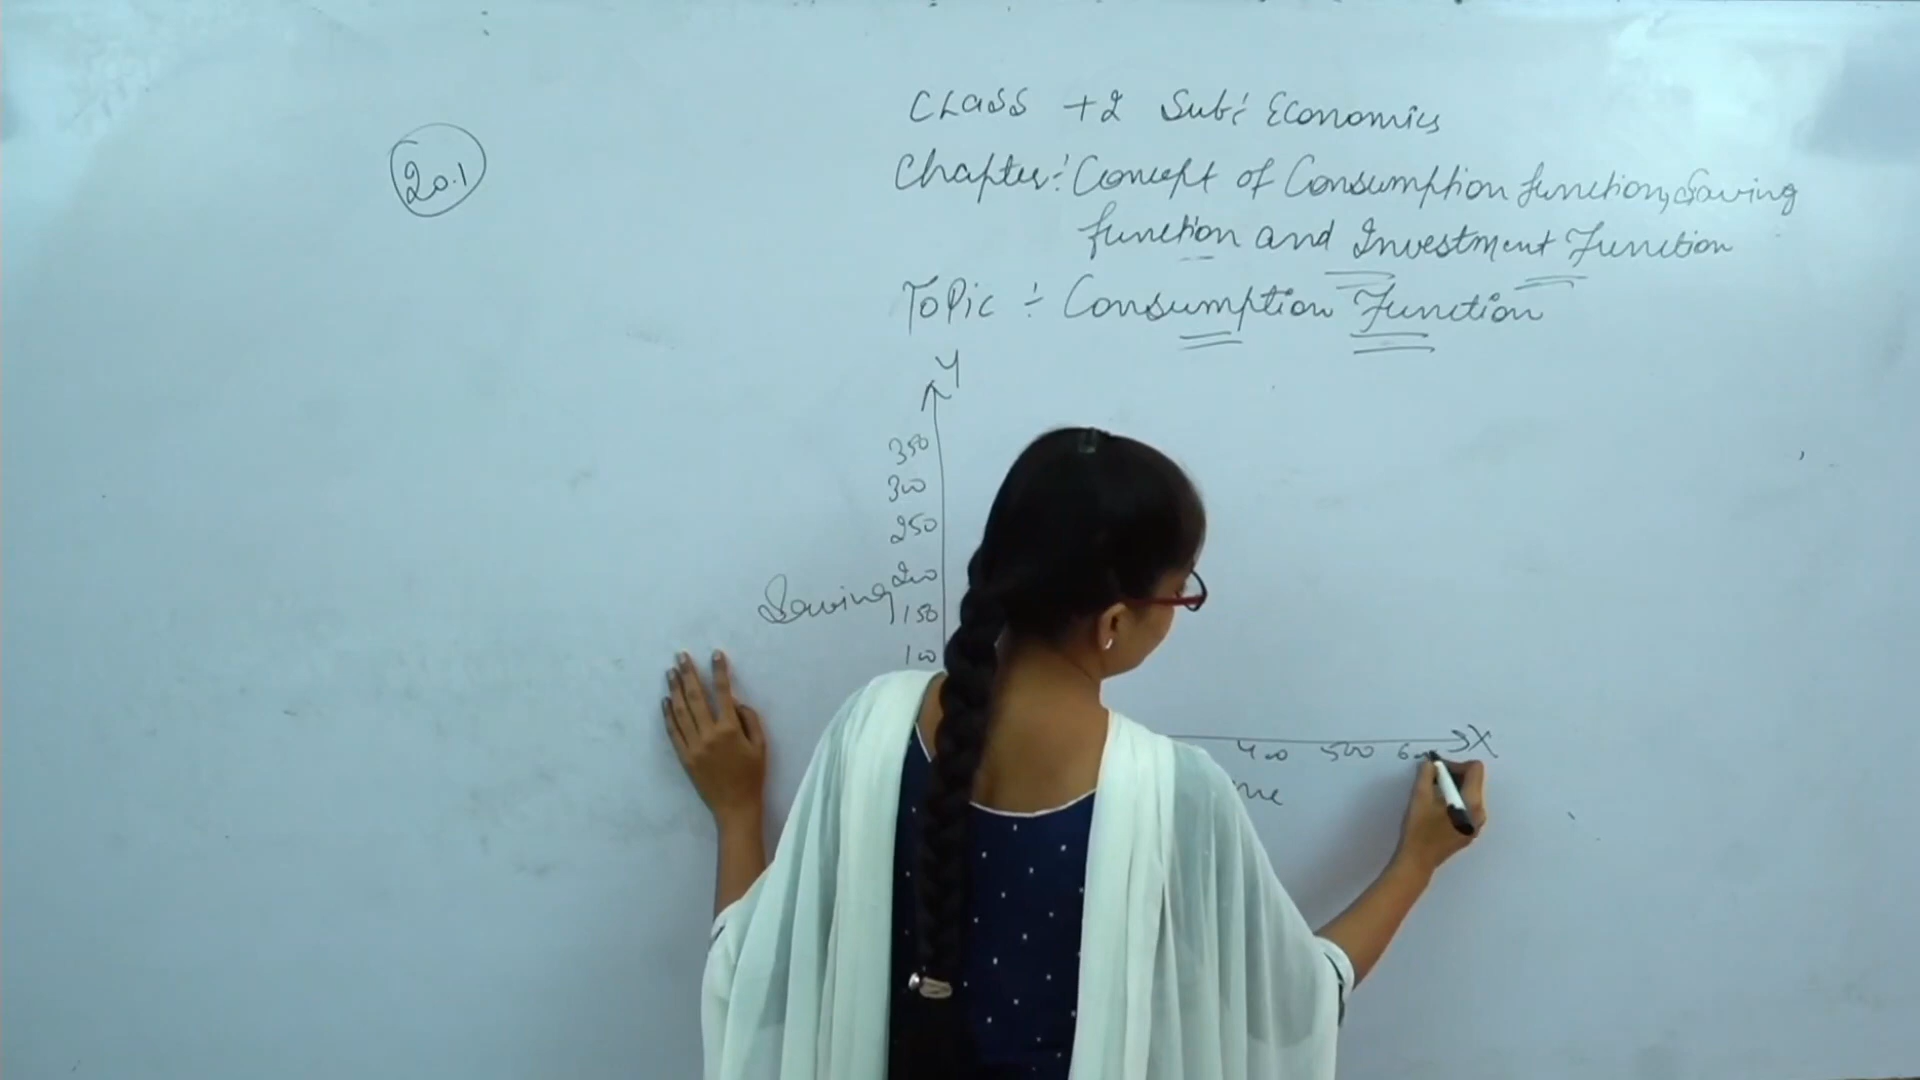 20.1
Class +2 Sub: Economics
Chapter: Concept of Consumption function, Saving
function and Investment Function
Topic ÷ Consumption Function
Y
350
300
250
200
Saving
150
100
X
400 500 600
me